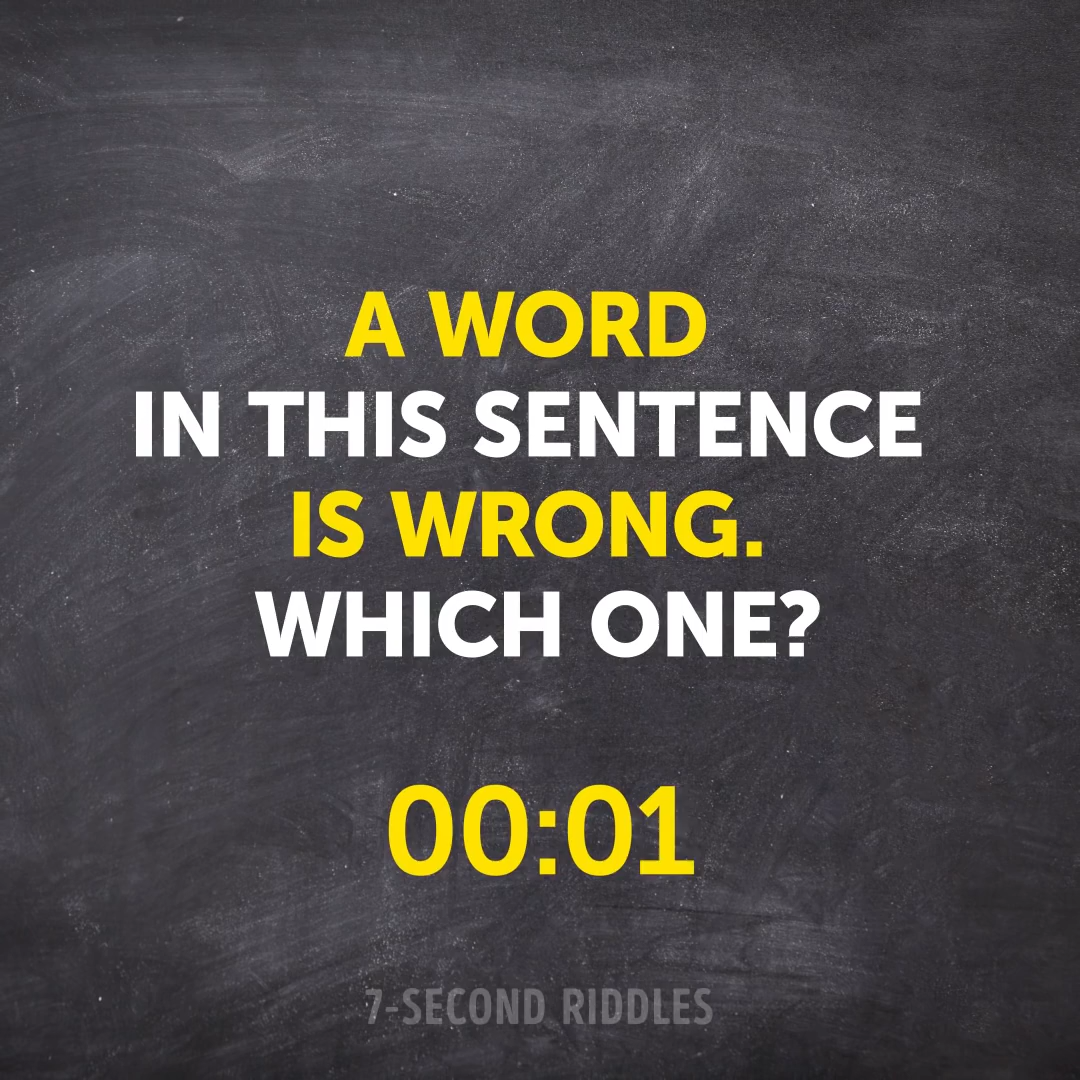 A WORD
IN THIS SENTENCE
IS WRONG.
WHICH ONE?
00:01
7-SECOND RIDDLES